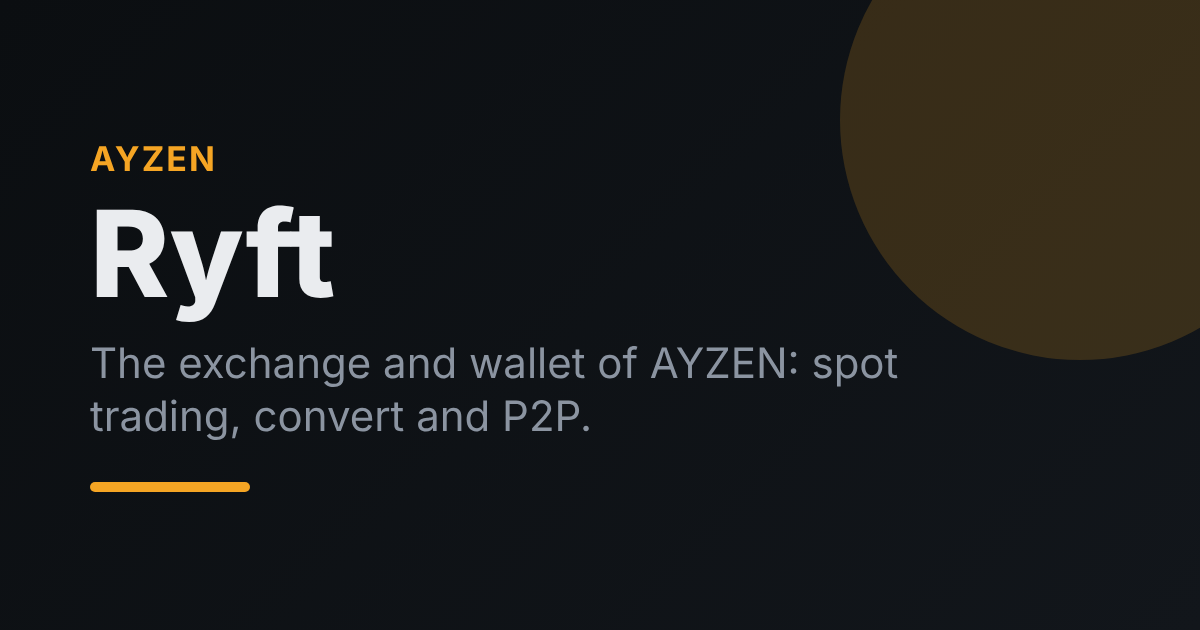 AYZEN
Ryft
The exchange and wallet of AYZEN: spot
trading, convert and P2P.